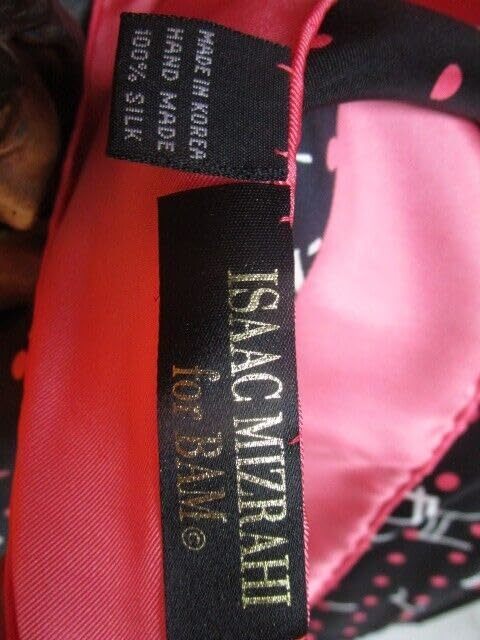 MADE IN KOREA
HAND MADE
100% SILK
ISAAC MIZRAHI
for BAM©